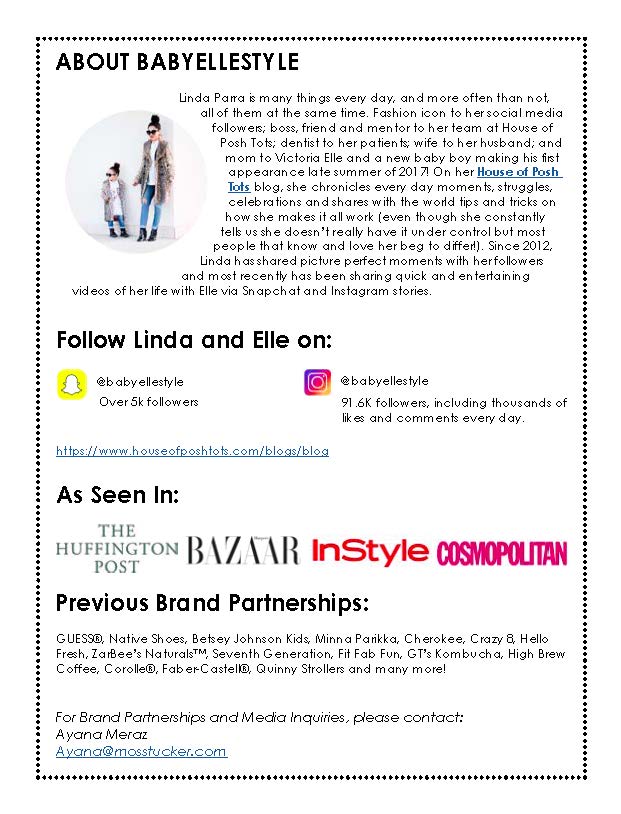 ABOUT BABYELLESTYLE
Linda Parra is many things every day, and more often than not,
all of them at the same time. Fashion icon to her social media
followers; boss, friend and mentor to her team at House of
Posh Tots; dentist to her patients; wife to her husband; and
mom to Victoria Elle and a new baby boy making his first
appearance late summer of 2017! On her House of Posh
Tots blog, she chronicles every day moments, struggles,
celebrations and shares with the world tips and tricks on
how she makes it all work (even though she constantly
tells us she doesn't really have it under control but most
people that know and love her beg to differ!). Since 2012,
Linda has shared picture perfect moments with her followers
and most recently has been sharing quick and entertaining
videos of her life with Elle via Snapchat and Instagram stories.
Follow Linda and Elle on:
@babyellestyle
Over 5k followers
@babyellestyle
91.6K followers, including thousands of
likes and comments every day.
https://www.houseofposhtots.com/blogs/blog
As Seen In:
THE
HUFFINGTON
POST
BAZAAR
InStyle
COSMOPOLITAN
Previous Brand Partnerships:
GUESS®, Native Shoes, Betsey Johnson Kids, Minna Parikka, Cherokee, Crazy 8, Hello
Fresh, ZarBee's Naturals™, Seventh Generation, Fit Fab Fun, GT's Kombucha, High Brew
Coffee, Corolle®, Faber-Castell®, Quinny Strollers and many more!
For Brand Partnerships and Media Inquiries, please contact:
Ayana Meraz
Ayana@mosstucker.com